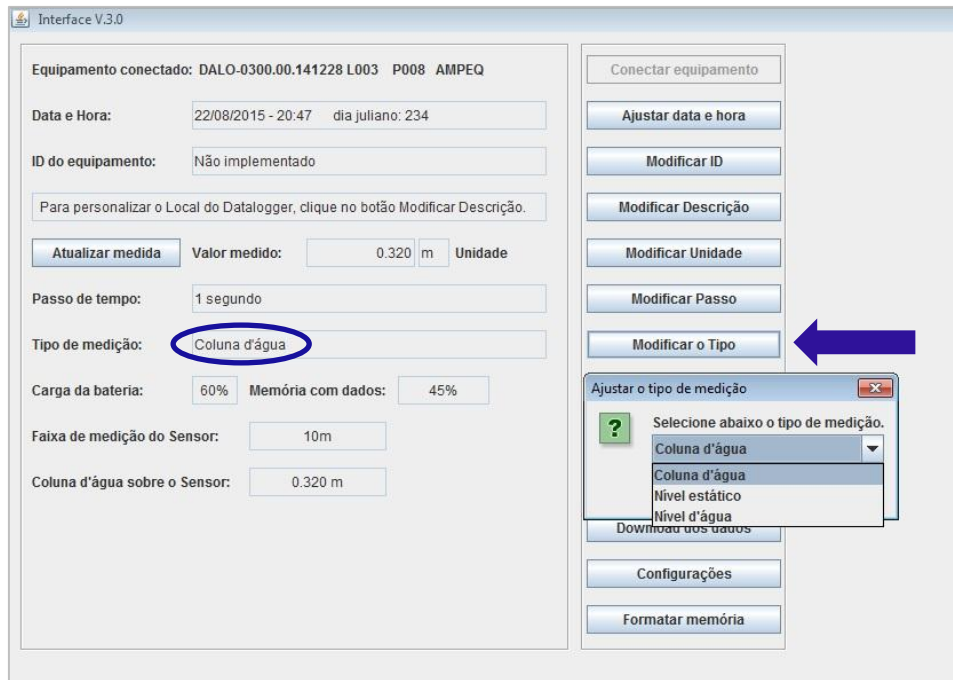 Interface V.3.0
Equipamento conectado: DALO-0300.00.141228 L003 P008 AMPEQ
Data e Hora: 22/08/2015 - 20:47 dia juliano: 234
ID do equipamento: Não implementado
Para personalizar o Local do Datalogger, clique no botão Modificar Descrição.
Atualizar medida Valor medido: 0.320 m Unidade
Passo de tempo: 1 segundo
Tipo de medição: Coluna d'água
Carga da bateria: 60% Memória com dados: 45%
Faixa de medição do Sensor: 10m
Coluna d'água sobre o Sensor: 0.320 m
Conectar equipamento
Ajustar data e hora
Modificar ID
Modificar Descrição
Modificar Unidade
Modificar Passo
Modificar o Tipo
Ajustar o tipo de medição
Selecione abaixo o tipo de medição.
Coluna d'água
Coluna d'água
Nível estático
Nível d'água
Download dos dados
Configurações
Formatar memória